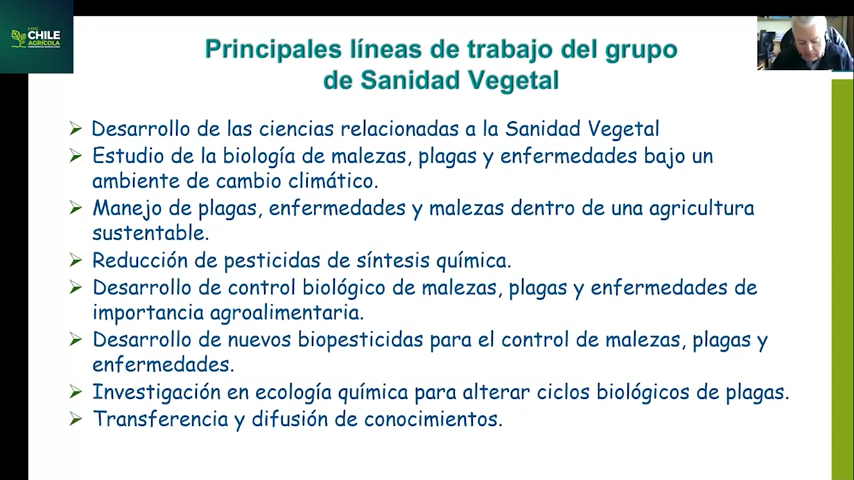 CHILE
AGRÍCOLA
Principales líneas de trabajo del grupo
de Sanidad Vegetal
Desarrollo de las ciencias relacionadas a la Sanidad Vegetal
Estudio de la biología de malezas, plagas y enfermedades bajo un
ambiente de cambio climático.
Manejo de plagas, enfermedades y malezas dentro de una agricultura
sustentable.
Reducción de pesticidas de síntesis química.
Desarrollo de control biológico de malezas, plagas y enfermedades de
importancia agroalimentaria.
Desarrollo de nuevos biopesticidas para el control de malezas, plagas y
enfermedades.
Investigación en ecología química para alterar ciclos biológicos de plagas.
Transferencia y difusión de conocimientos.